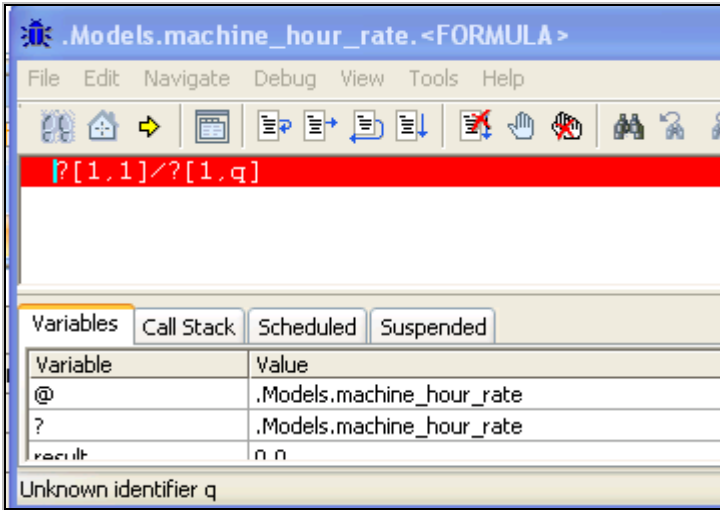 .Models.machine_hour_rate.<FORMULA>
File Edit Navigate Debug View Tools Help
?[1,1]/?[1,q]
Variables Call Stack Scheduled Suspended
Variable Value
@ .Models.machine_hour_rate
? .Models.machine_hour_rate
result 0.0
Unknown identifier q